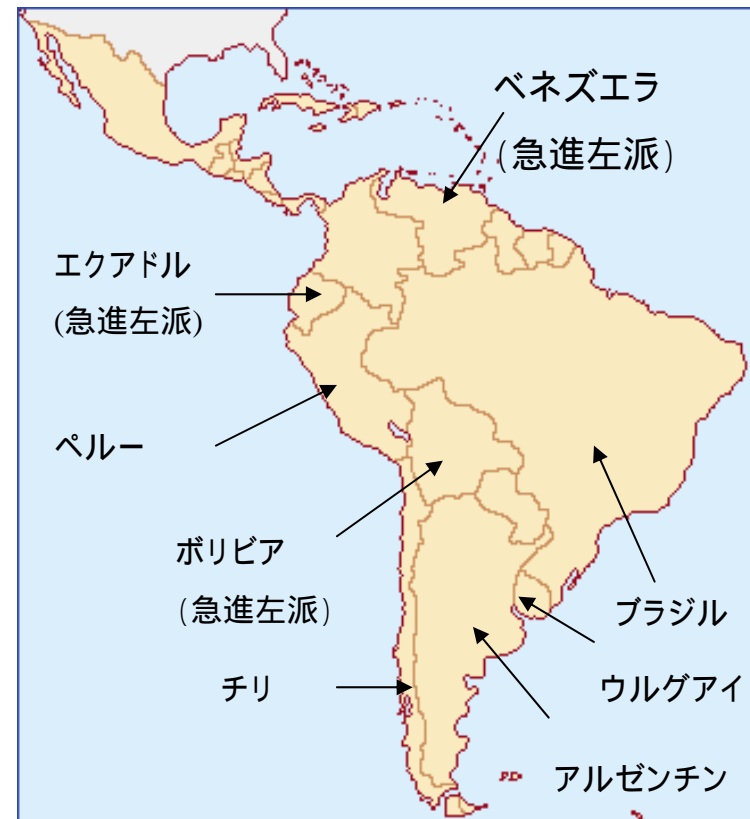 ベネズエラ
(急進左派)
エクアドル
(急進左派)
ペルー
ボリビア
(急進左派)
ブラジル
チリ
ウルグアイ
アルゼンチン